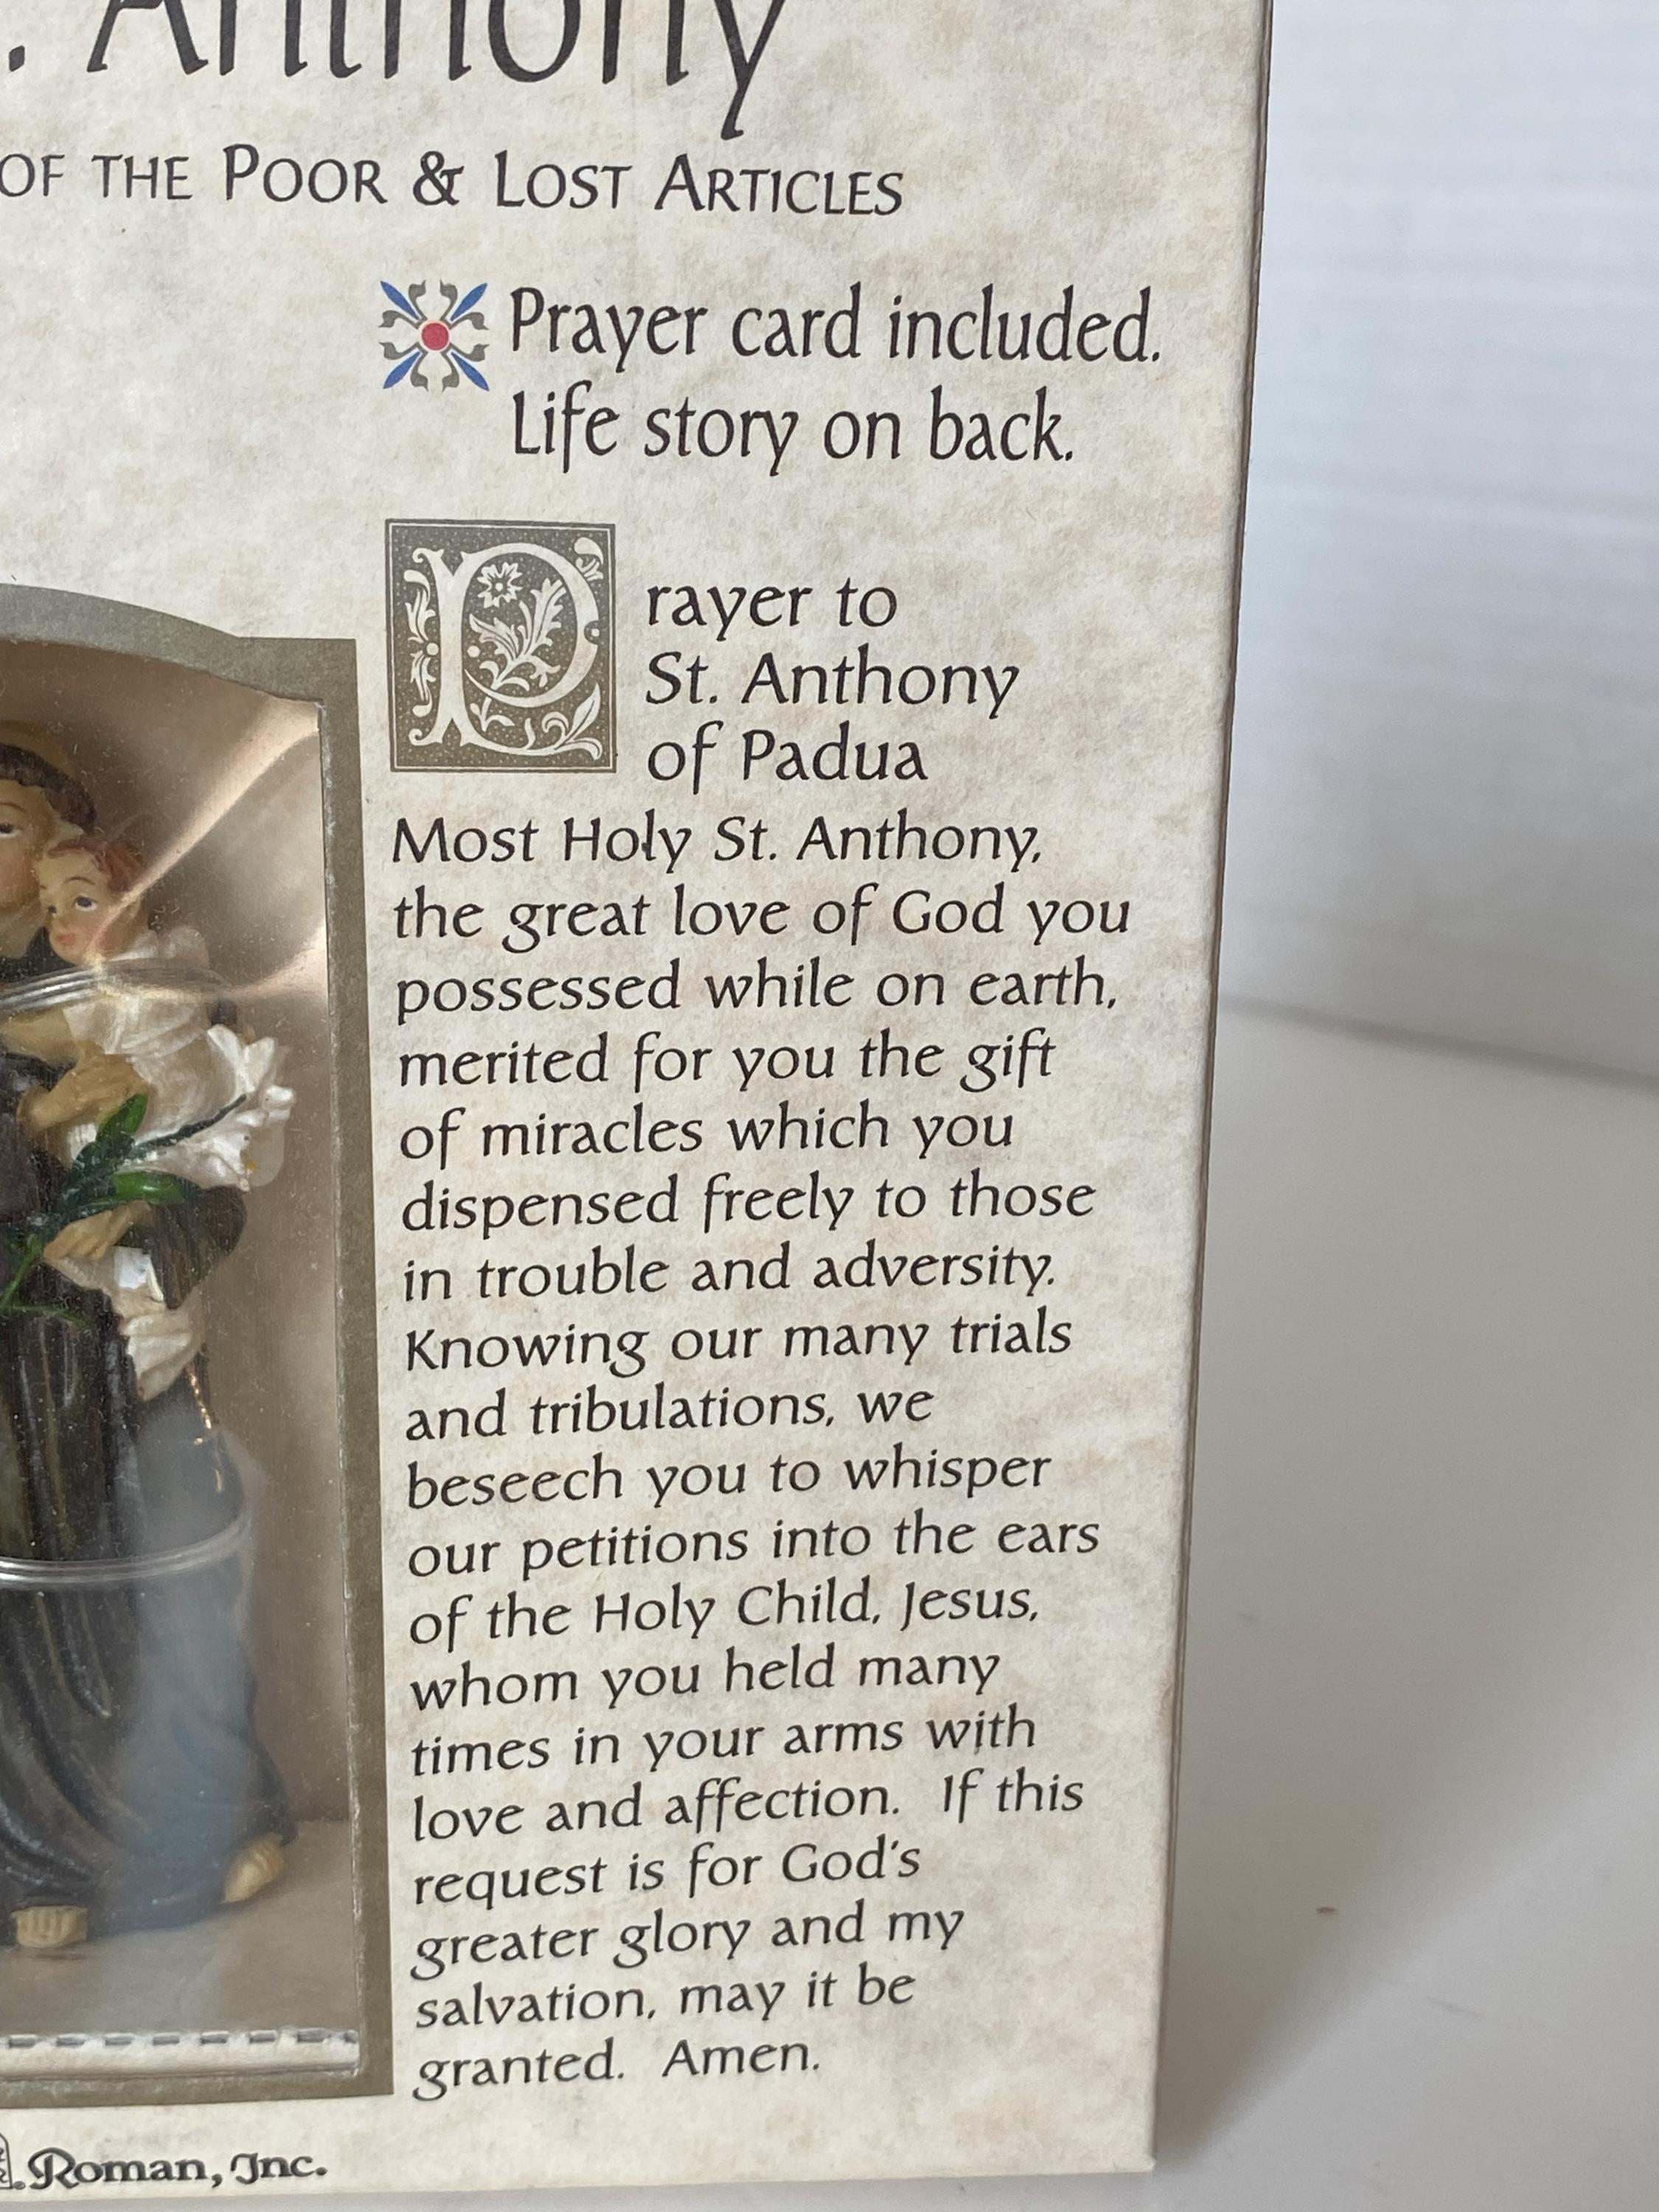 . Anthony
OF THE POOR & LOST ARTICLES
Prayer card included.
Life story on back.
Prayer to
St. Anthony
of Padua
Most Holy St. Anthony,
the great love of God you
possessed while on earth,
merited for you the gift
of miracles which you
dispensed freely to those
in trouble and adversity.
Knowing our many trials
and tribulations, we
beseech you to whisper
our petitions into the ears
of the Holy Child, Jesus,
whom you held many
times in your arms with
love and affection.  If this
request is for God's
greater glory and my
salvation, may it be
granted.  Amen.
Roman, Inc.